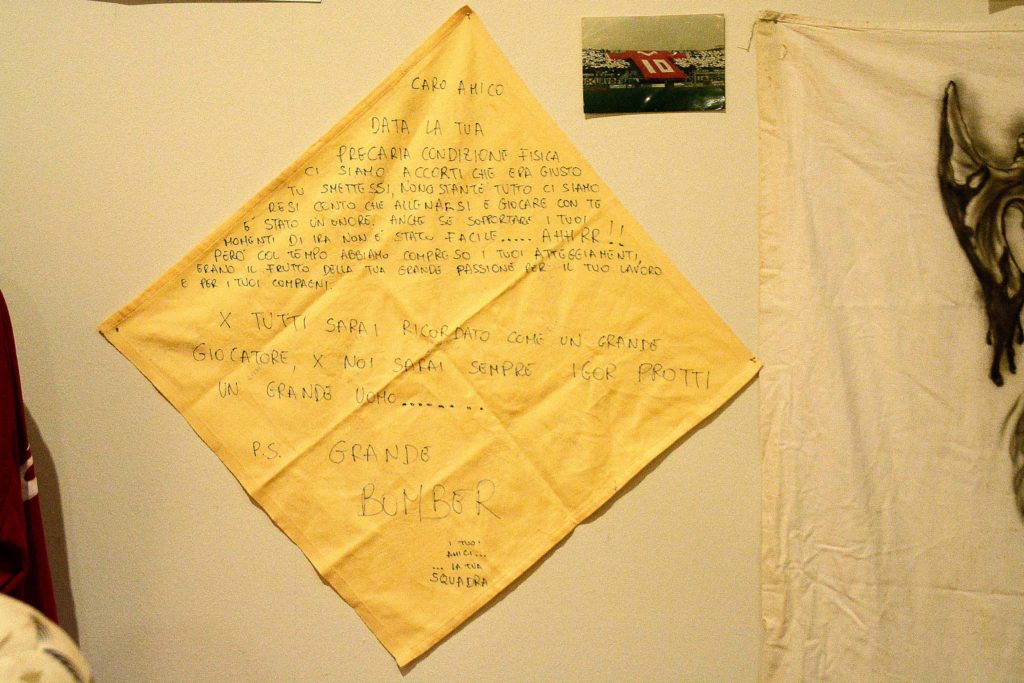 CARO AMICO
DATA LA TUA
PRECARIA CONDIZIONE FISICA
CI SIAMO ACCORTI CHE ERA GIUSTO
TU SMETTESSI, NONOSTANTE TUTTO CI SIAMO
RESI CONTO CHE ALLENARSI E GIOCARE CON TE
E' STATO UN'ONORE. ANCHE SE SOPPORTARE I TUOI
MOMENTI DI IRA NON E' STATO FACILE..... AHHRR!!
PERO' COL TEMPO ABBIAMO COMPRESO I TUOI ATTEGGIAMENTI,
ERANO IL FRUTTO DELLA TUA GRANDE PASSIONE PER IL TUO LAVORO
E PER I TUOI COMPAGNI.
X TUTTI SARAI RICORDATO COME UN GRANDE
GIOCATORE, X NOI SARAI SEMPRE IGOR PROTTI
UN GRANDE UOMO........
P.S. GRANDE
BOMBER
I TUOI
AMICI...
... LA TUA
SQUADRA
10